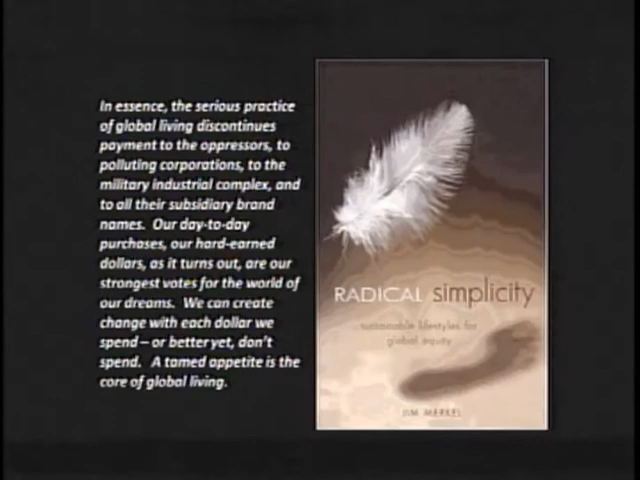 In essence, the serious practice
of global living discontinues
payment to the oppressors, to
polluting corporations, to the
military industrial complex, and
to all their subsidiary brand
names. Our day-to-day
purchases, our hard-earned
dollars, as it turns out, are our
strongest votes for the world of
our dreams. We can create
change with each dollar we
spend – or better yet, don't
spend. A tamed appetite is the
core of global living.
RADICAL simplicity
sustainable lifestyles for
global equity
JIM MERKEL